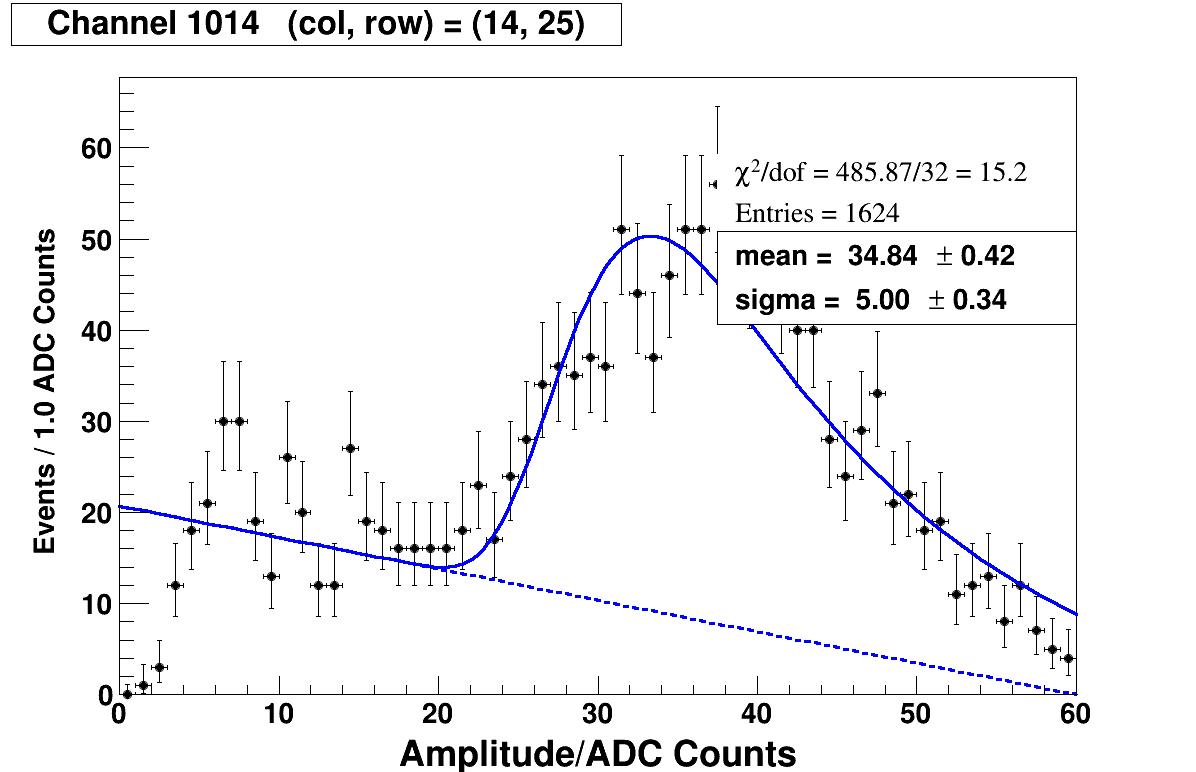 Channel 1014 (col, row) = (14, 25)
χ²/dof = 485.87/32 = 15.2
Entries = 1624
mean = 34.84 ± 0.42
sigma = 5.00 ± 0.34
Events / 1.0 ADC Counts
60
50
40
30
20
10
0
0 10 20 30 40 50 60
Amplitude/ADC Counts